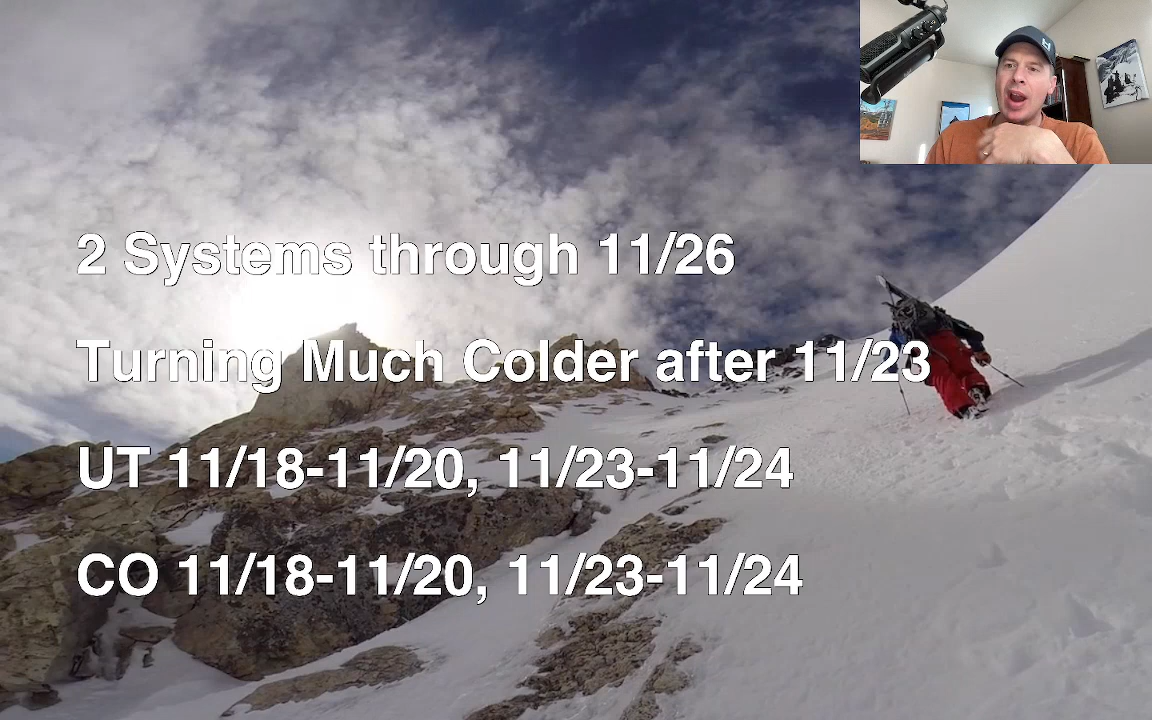 2 Systems through 11/26
Turning Much Colder after 11/23
UT 11/18-11/20, 11/23-11/24
CO 11/18-11/20, 11/23-11/24